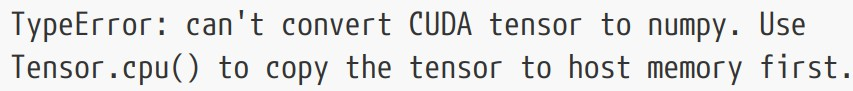 TypeError: can't convert CUDA tensor to numpy. Use
Tensor.cpu() to copy the tensor to host memory first.